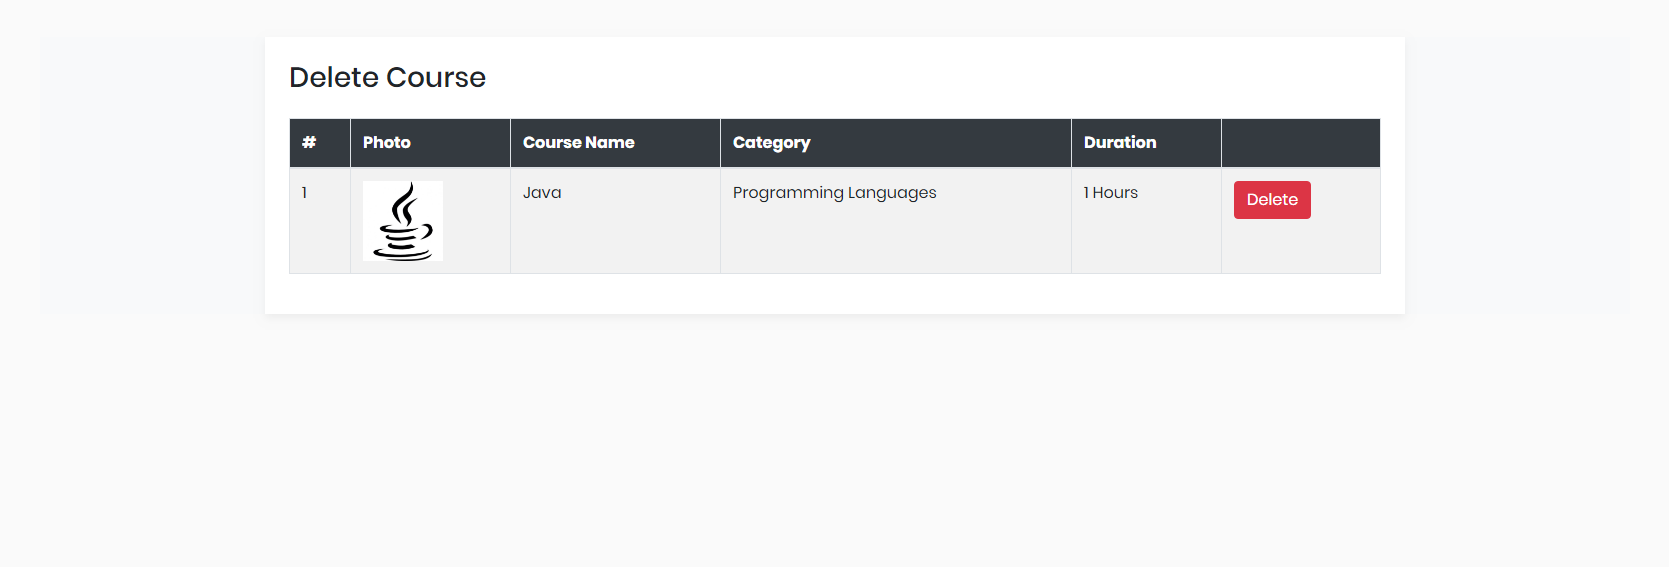 Delete Course
# Photo Course Name Category Duration
1 Java Programming Languages 1 Hours Delete